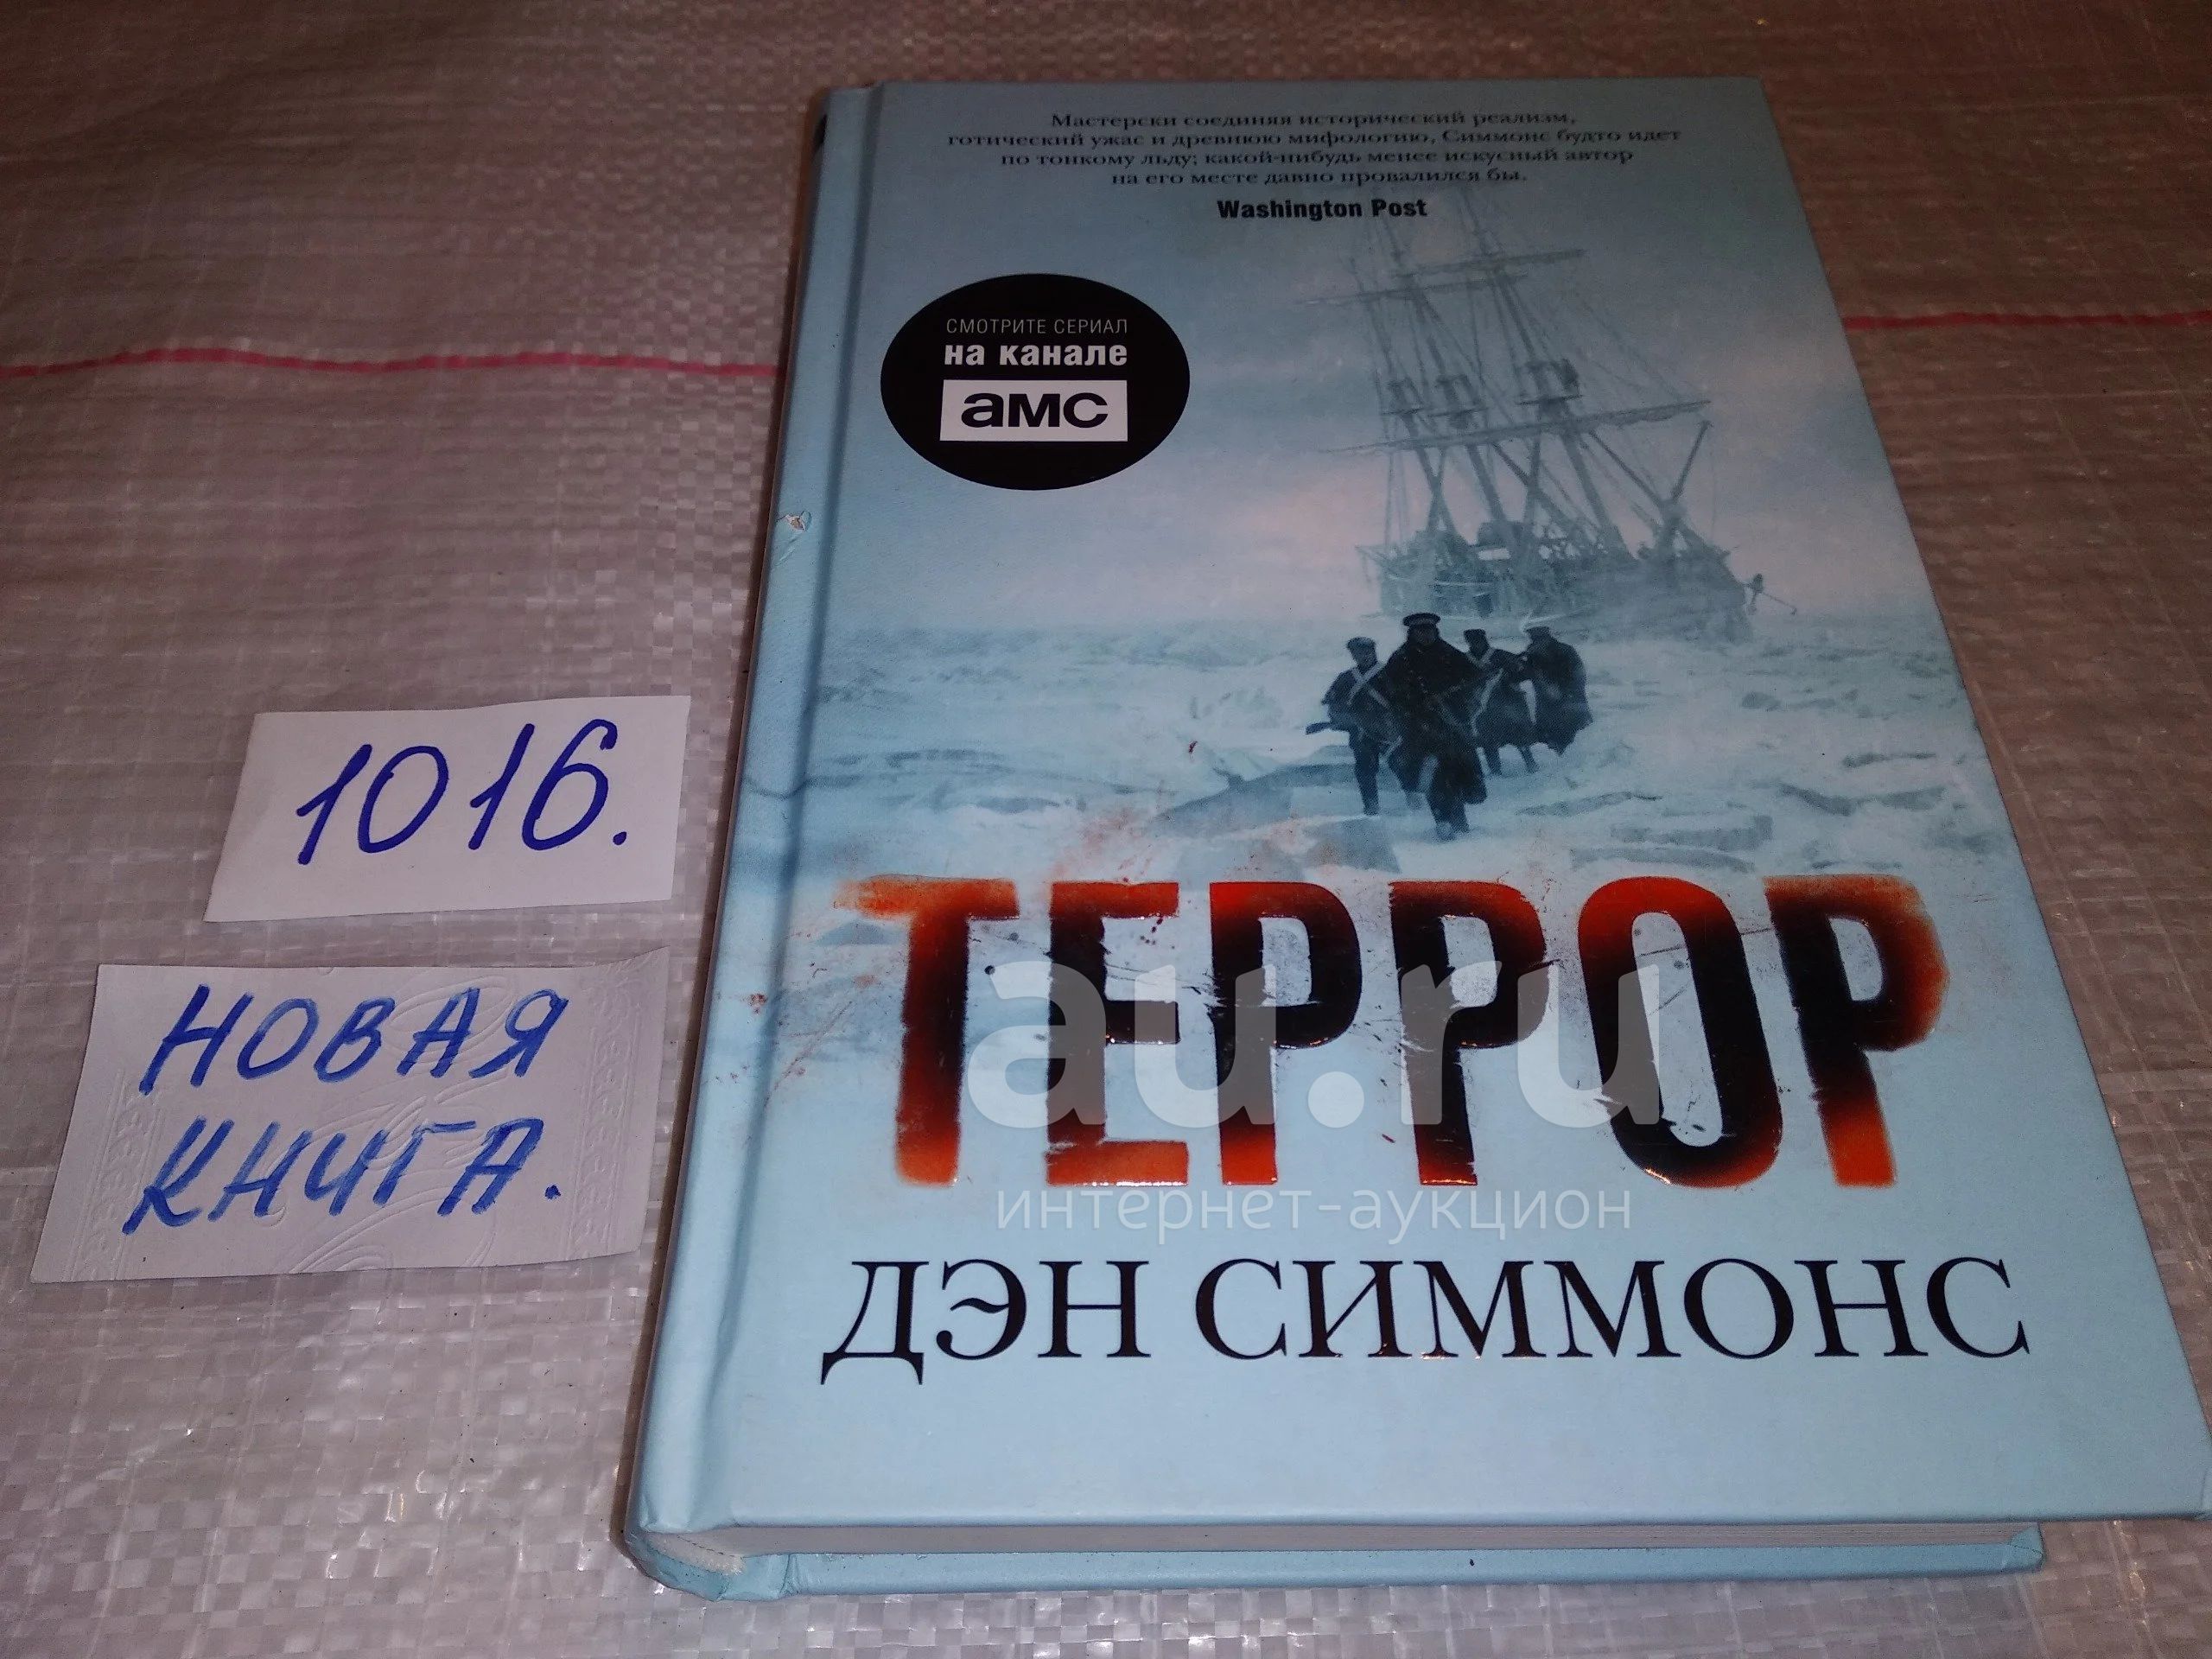 Мастерски соединяя исторический реализм,
готический ужас и древнюю мифологию, Симмонс будто идет
по тонкому льду; какой-нибудь менее искусный автор
на его месте давно провалился бы.
Washington Post
СМОТРИТЕ СЕРИАЛ
на канале
aмc
1016.
НОВАЯ
КНИГА.
ТЕРРОР
au.ru
интернет-аукцион
ДЭН СИММОНС